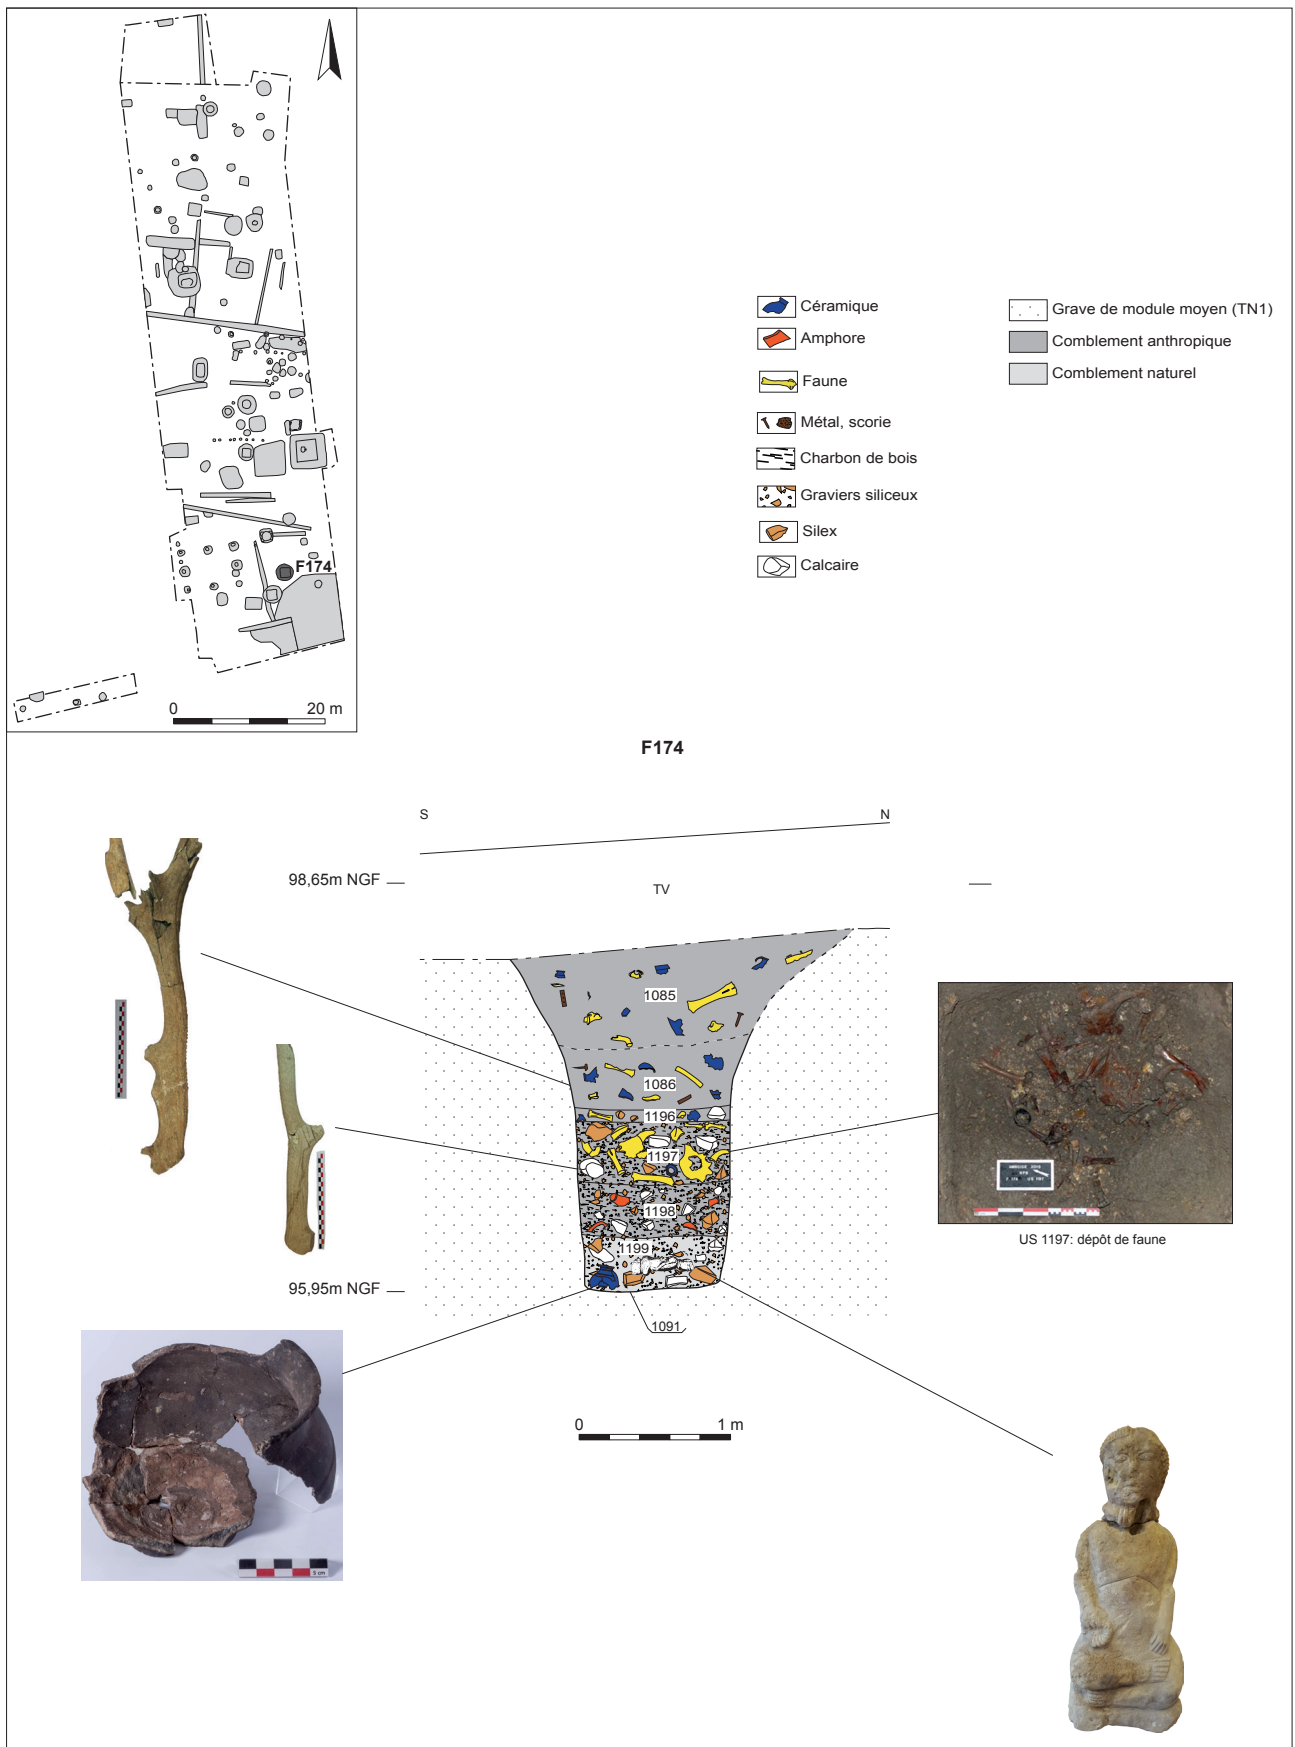 F174
0 20 m
Céramique
Amphore
Faune
Métal, scorie
Charbon de bois
Graviers siliceux
Silex
Calcaire
Grave de module moyen (TN1)
Comblement anthropique
Comblement naturel
F174
S N
98,65m NGF
TV
1085
1086
1196
1197
1198
1199
95,95m NGF
1091
US 1197: dépôt de faune
0 1 m
5 cm